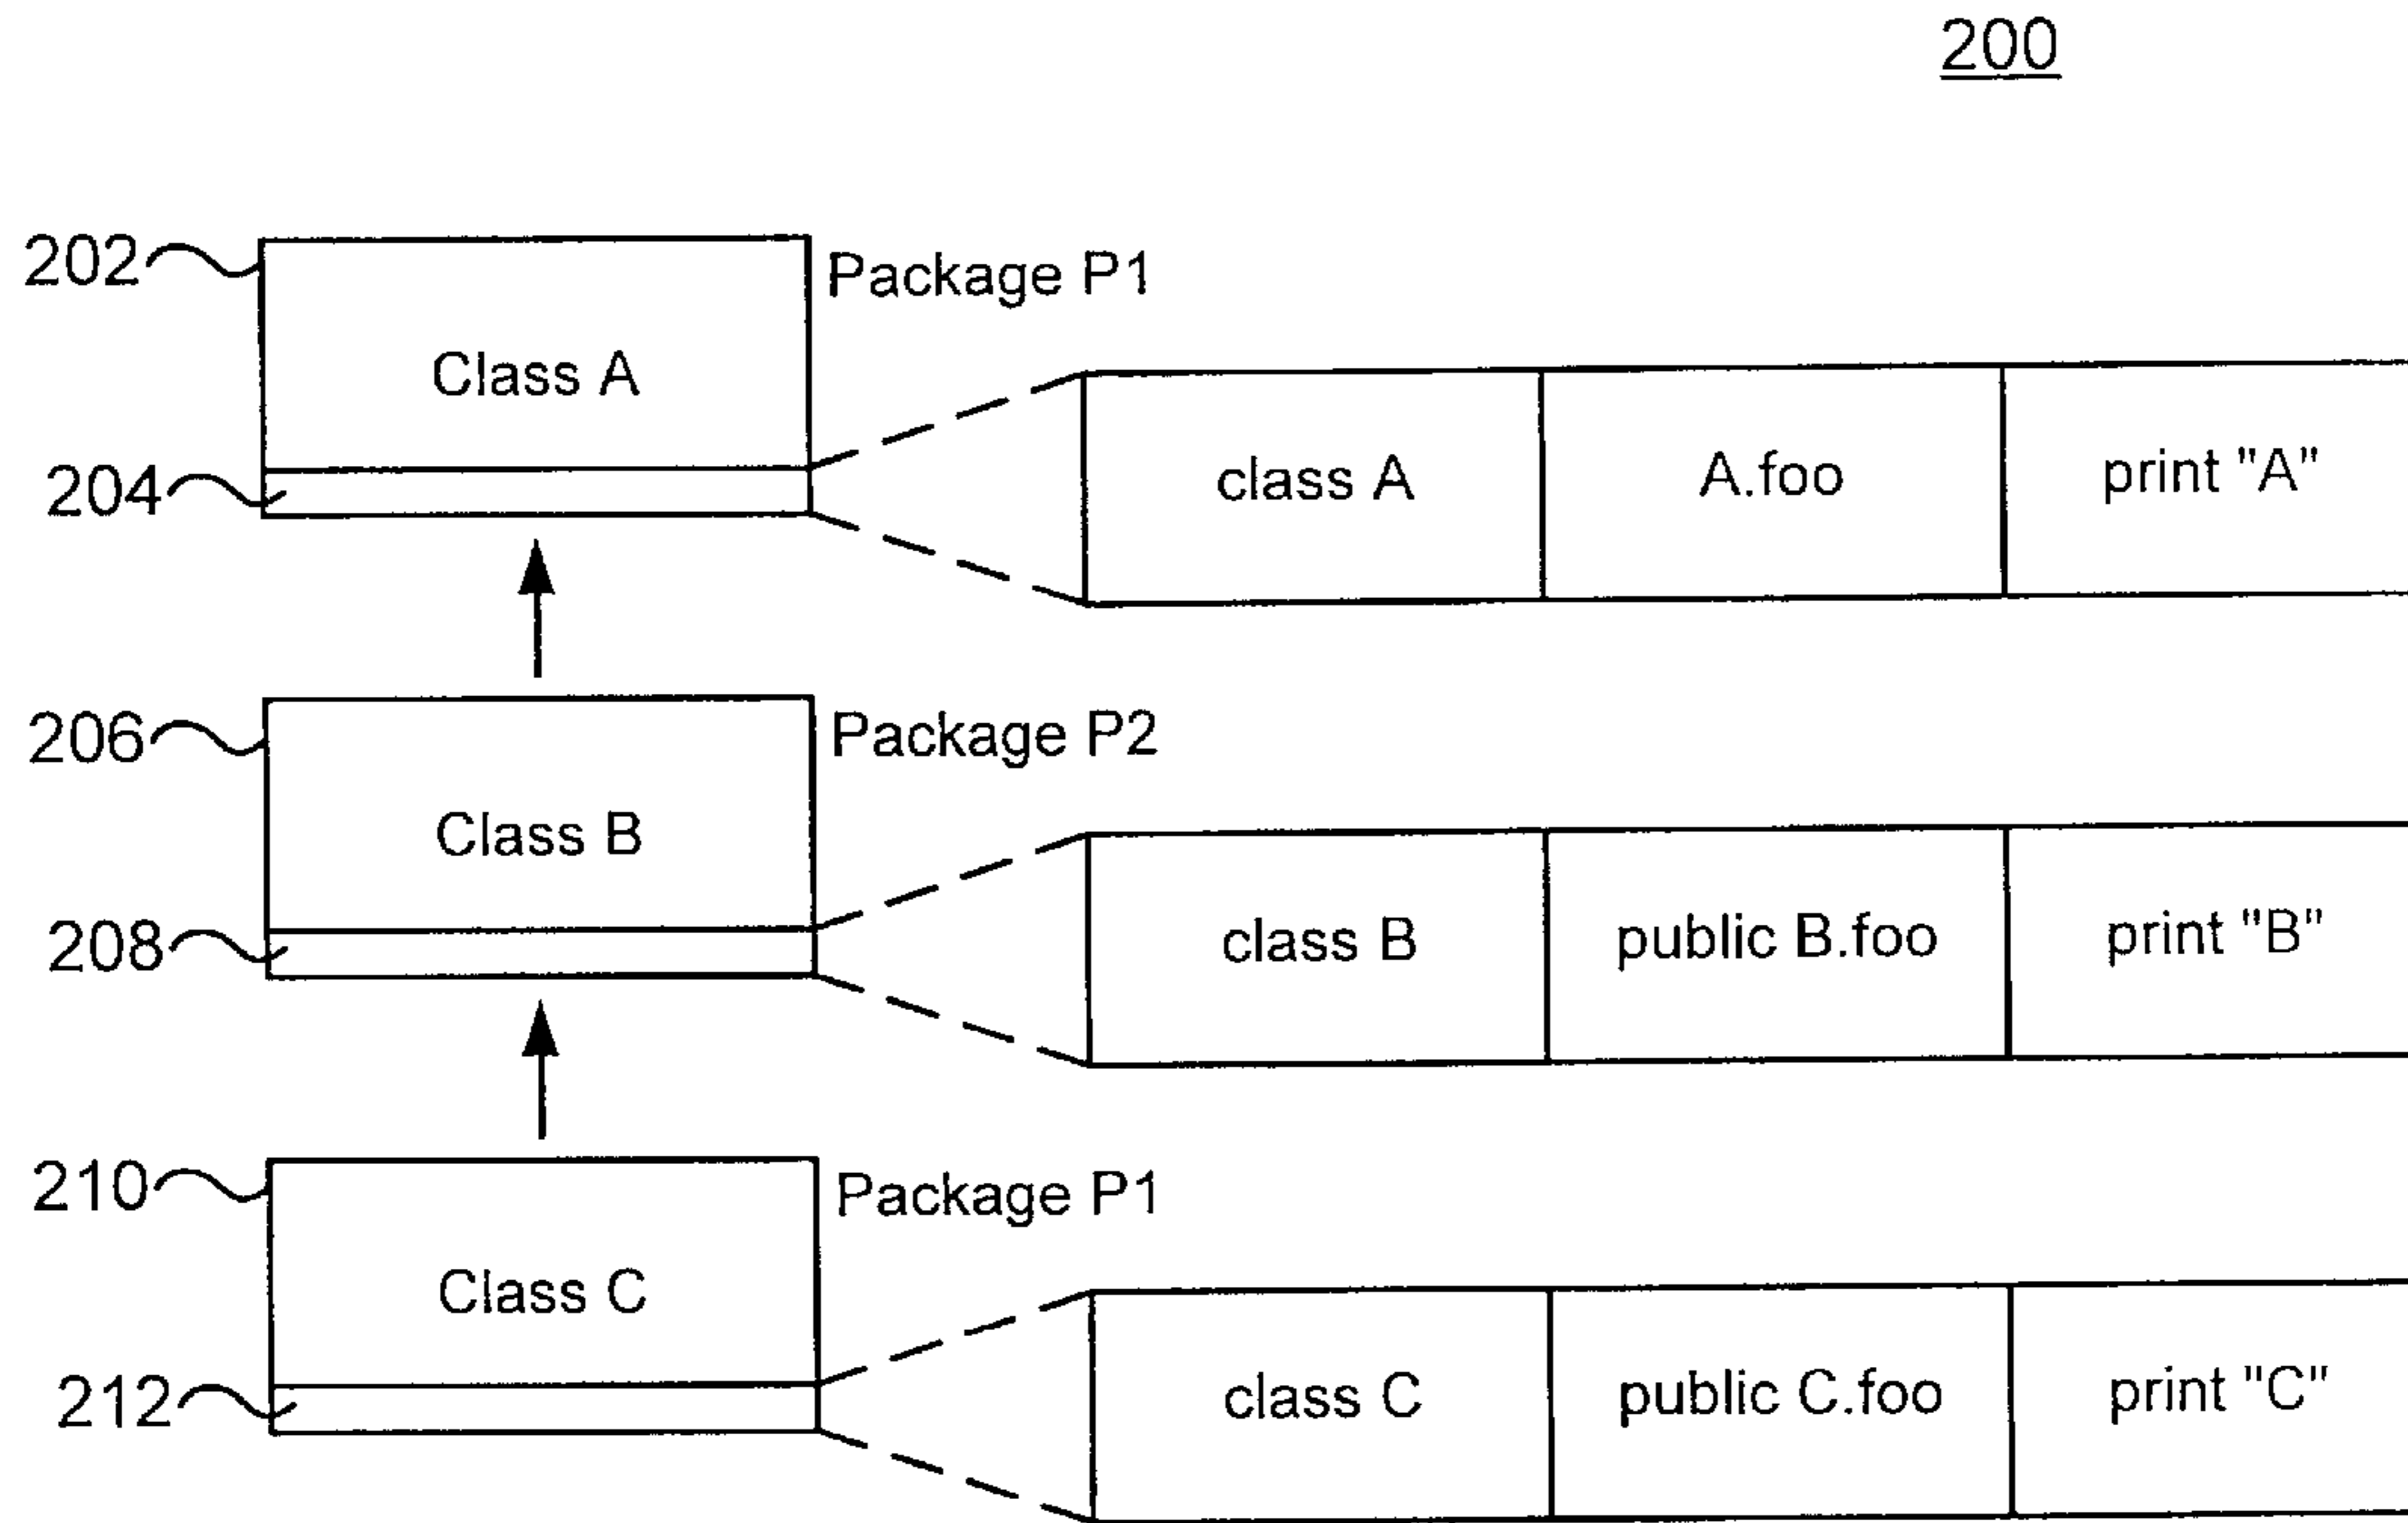 200
202
Package P1
Class A
204
class A
A.foo
print "A"
206
Package P2
Class B
208
class B
public B.foo
print "B"
210
Package P1
Class C
212
class C
public C.foo
print "C"